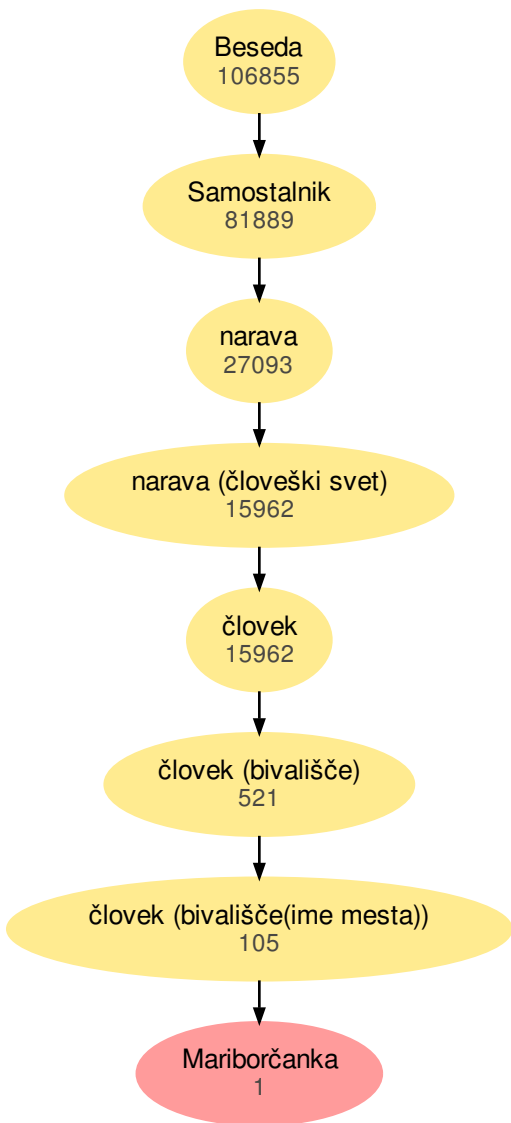 Beseda
106855
Samostalnik
81889
narava
27093
narava (človeški svet)
15962
človek
15962
človek (bivališče)
521
človek (bivališče(ime mesta))
105
Mariborčanka
1